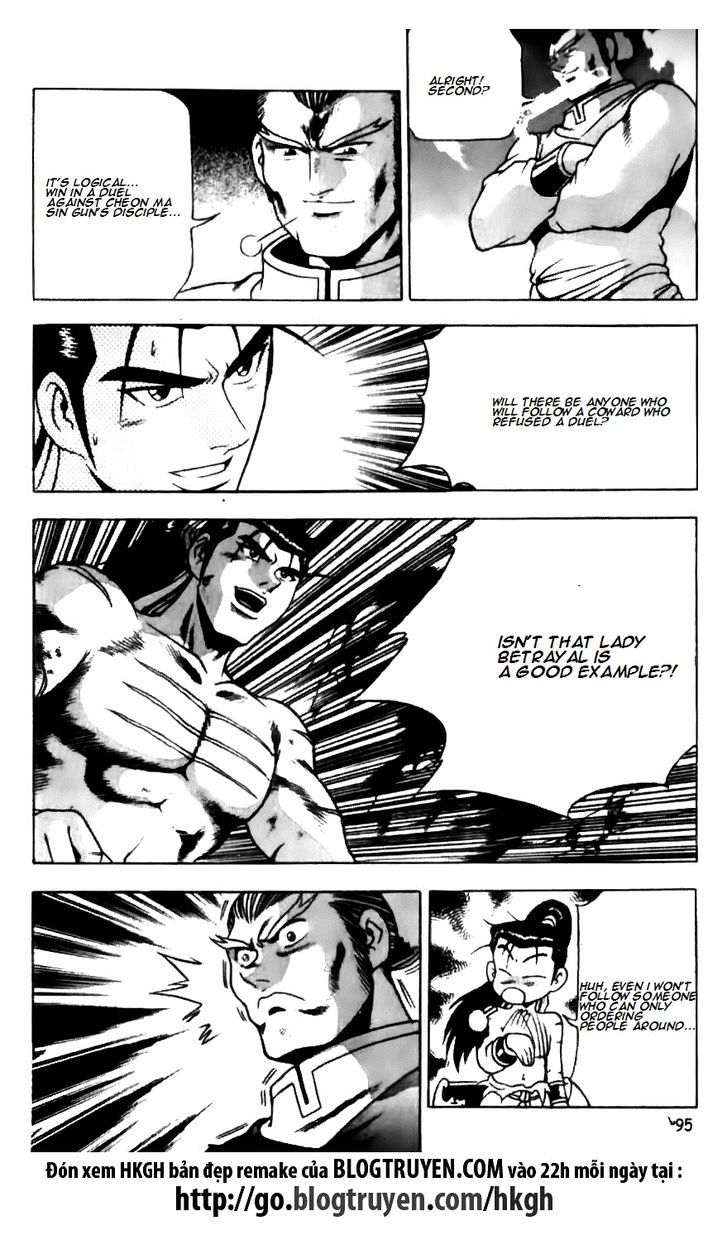 ALRIGHT!
SECOND?
IT'S LOGICAL...
WIN IN A DUEL
AGAINST CHEON MA
SIN GUN'S DISCIPLE...
WILL THERE BE ANYONE WHO
WILL FOLLOW A COWARD WHO
REFUSED A DUEL?
ISN'T THAT LADY
BETRAYAL IS
A GOOD EXAMPLE?!
HUH, EVEN I WON'T
FOLLOW SOMEONE
WHO CAN ONLY
ORDERING
PEOPLE AROUND...
95
Đón xem HKGH bản đẹp remake của BLOGTRUYEN.COM vào 22h mỗi ngày tại :
http://go.blogtruyen.com/hkgh